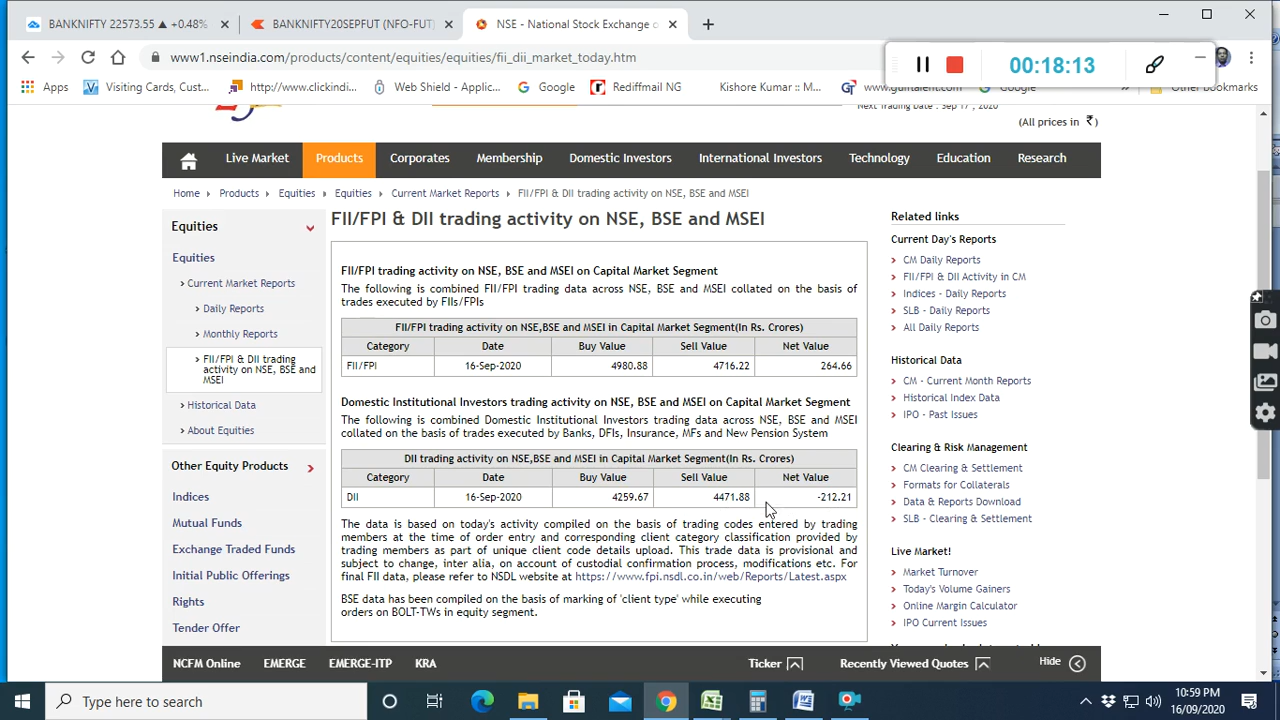 BANKNIFTY 22573.55 ▲ +0.48% ×
BANKNIFTY20SEPFUT (NFO-FUT) ×
NSE - National Stock Exchange o ×
www1.nseindia.com/products/content/equities/equities/fii_dii_market_today.htm
00:18:13
Apps
Visiting Cards, Cust...
http://www.clickindi...
Web Shield - Applic...
Google
Rediffmail NG
Kishore Kumar :: M...
www.guntalent.com
Google
Other bookmarks
Next Trading Date : Sep 17 , 2020
(All prices in ₹)
Live Market
Products
Corporates
Membership
Domestic Investors
International Investors
Technology
Education
Research
Home › Products › Equities › Equities › Current Market Reports › FII/FPI & DII trading activity on NSE, BSE and MSEI
Equities
Equities
› Current Market Reports
› Daily Reports
› Monthly Reports
› FII/FPI & DII trading
activity on NSE, BSE and
MSEI
› Historical Data
› About Equities
Other Equity Products
Indices
Mutual Funds
Exchange Traded Funds
Initial Public Offerings
Rights
Tender Offer
FII/FPI & DII trading activity on NSE, BSE and MSEI
FII/FPI trading activity on NSE, BSE and MSEI on Capital Market Segment
The following is combined FII/FPI trading data across NSE, BSE and MSEI collated on the basis of
trades executed by FIIs/FPIs
FII/FPI trading activity on NSE,BSE and MSEI in Capital Market Segment(In Rs. Crores)
Category Date Buy Value Sell Value Net Value
FII/FPI 16-Sep-2020 4980.88 4716.22 264.66
Domestic Institutional Investors trading activity on NSE, BSE and MSEI on Capital Market Segment
The following is combined Domestic Institutional Investors trading data across NSE, BSE and MSEI
collated on the basis of trades executed by Banks, DFIs, Insurance, MFs and New Pension System
DII trading activity on NSE,BSE and MSEI in Capital Market Segment(In Rs. Crores)
Category Date Buy Value Sell Value Net Value
DII 16-Sep-2020 4259.67 4471.88 -212.21
The data is based on today's activity compiled on the basis of trading codes entered by trading
members at the time of order entry and corresponding client category classification provided by
trading members as part of unique client code details upload. This trade data is provisional and
subject to change, inter alia, on account of custodial confirmation process, modifications etc. For
final FII data, please refer to NSDL website at https://www.fpi.nsdl.co.in/web/Reports/Latest.aspx
BSE data has been compiled on the basis of marking of 'client type' while executing
orders on BOLT-TWs in equity segment.
Related links
Current Day's Reports
› CM Daily Reports
› FII/FPI & DII Activity in CM
› Indices - Daily Reports
› SLB - Daily Reports
› All Daily Reports
Historical Data
› CM - Current Month Reports
› Historical Index Data
› IPO - Past Issues
Clearing & Risk Management
› CM Clearing & Settlement
› Formats for Collaterals
› Data & Reports Download
› SLB - Clearing & Settlement
Live Market!
› Market Turnover
› Today's Volume Gainers
› Online Margin Calculator
› IPO Current Issues
NCFM Online
EMERGE
EMERGE-ITP
KRA
Ticker
Recently Viewed Quotes
Hide
Type here to search
10:59 PM
16/09/2020